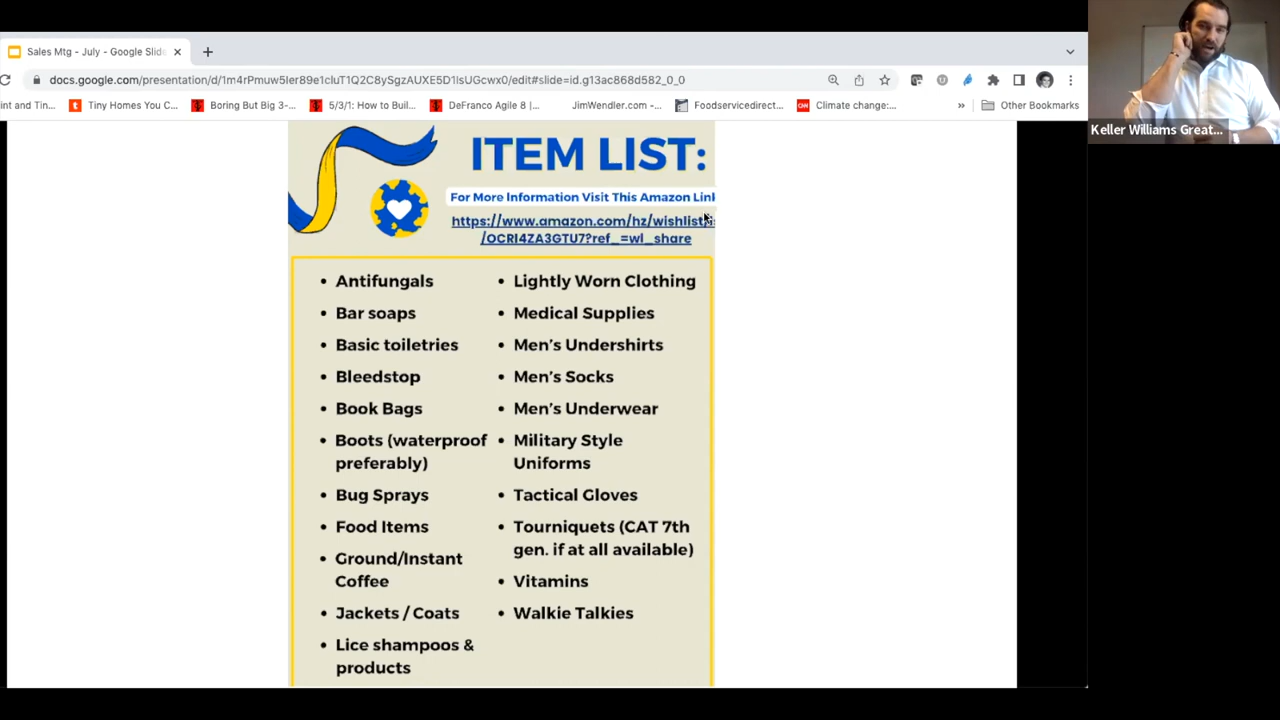 Sales Mtg - July - Google Slid
docs.google.com/presentation/d/1m4rPmuw5Ier89e1cluT1Q2C8ySgzAUXE5D1IsUGcwx0/edit#slide=id.g13ac868d582_0_0
int and Tin...
Tiny Homes You C...
Boring But Big 3-...
5/3/1: How to Buil...
DeFranco Agile 8 |...
JimWendler.com -...
Foodservicedirect...
Climate change:...
»
Other Bookmarks
Keller Williams Great...
ITEM LIST:
For More Information Visit This Amazon Link
https://www.amazon.com/hz/wishlist/
/OCRI4ZA3GTU7?ref_=wl_share
• Antifungals
• Bar soaps
• Basic toiletries
• Bleedstop
• Book Bags
• Boots (waterproof
preferably)
• Bug Sprays
• Food Items
• Ground/Instant
Coffee
• Jackets / Coats
• Lice shampoos &
products
• Lightly Worn Clothing
• Medical Supplies
• Men's Undershirts
• Men's Socks
• Men's Underwear
• Military Style
Uniforms
• Tactical Gloves
• Tourniquets (CAT 7th
gen. if at all available)
• Vitamins
• Walkie Talkies